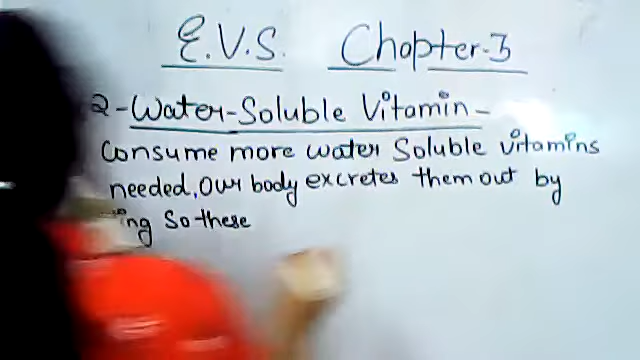 E.V.S. Chapter-3
2-Water-Soluble Vitamin-
Consume more water Soluble vitamins
needed, Our body excretes them out by
So these